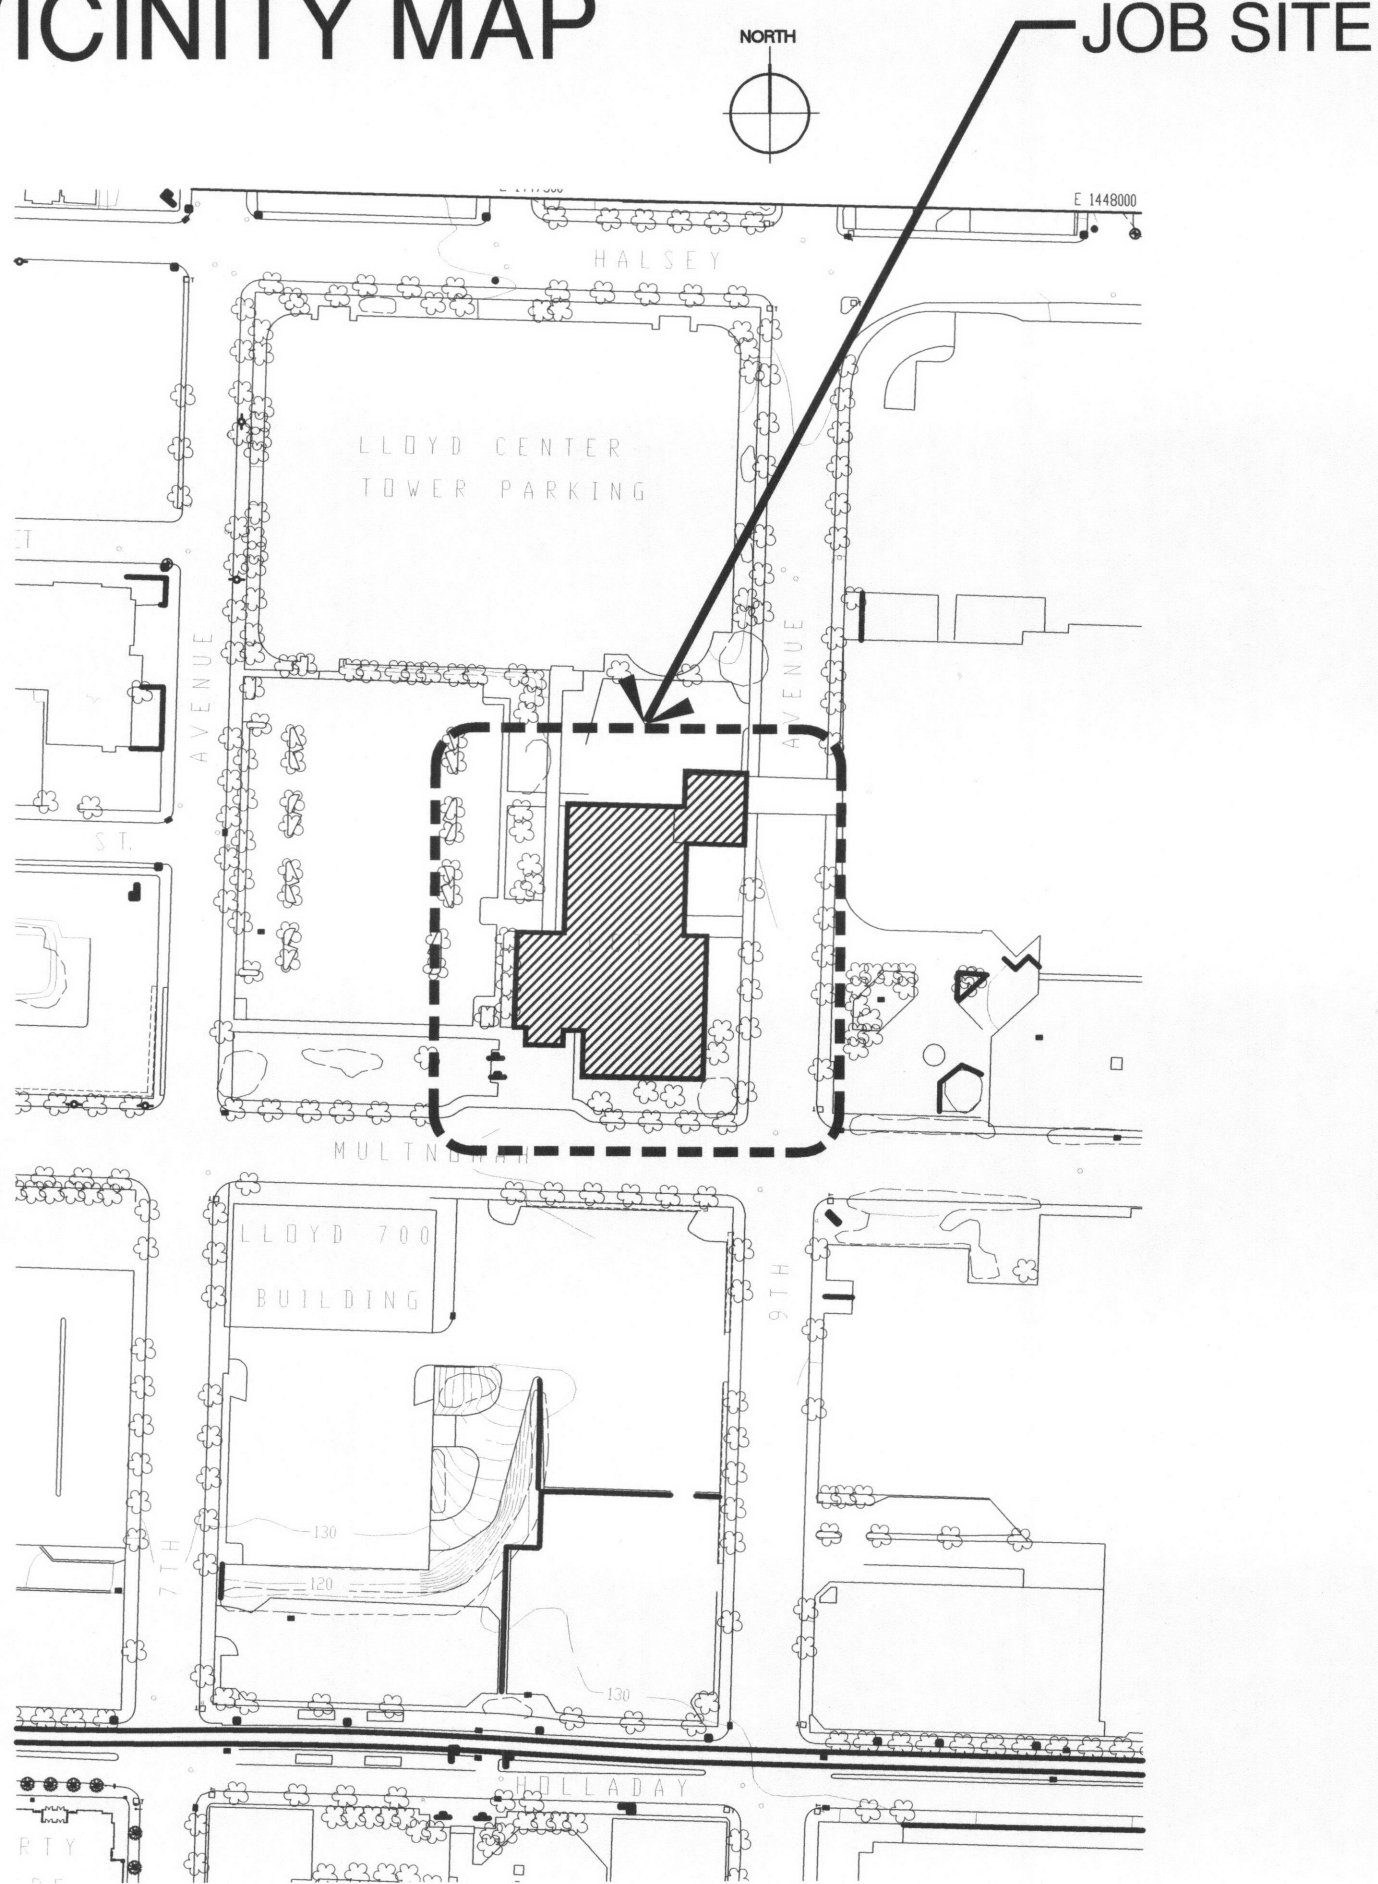 VICINITY MAP
NORTH
JOB SITE
E 1448000
HALSEY
LLOYD CENTER
TOWER PARKING
AVENUE
AVENUE
ST.
MULTNOMAH
LLOYD 700
BUILDING
9TH
7TH
130
120
130
HOLLADAY
RTY